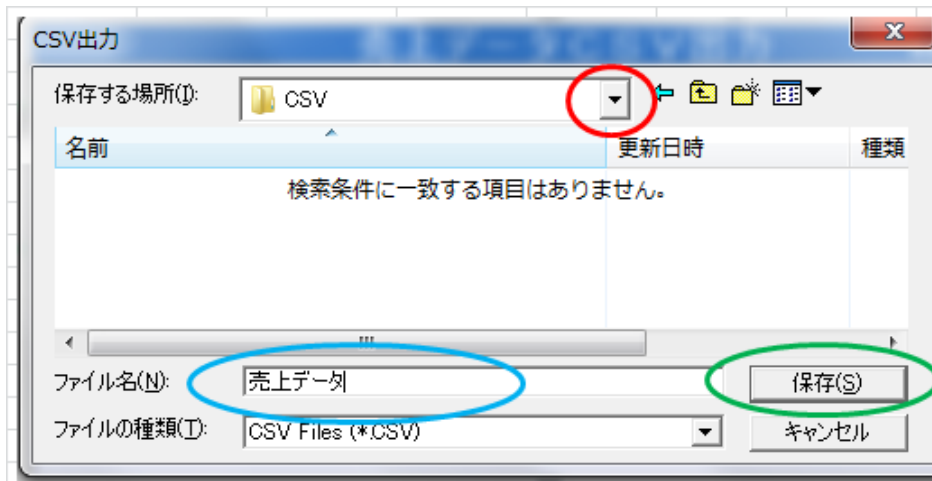 CSV出力
保存する場所(I):
CSV
名前 更新日時 種類
検索条件に一致する項目はありません。
ファイル名(N): 売上データ 保存(S)
ファイルの種類(T): CSV Files (*.CSV) キャンセル